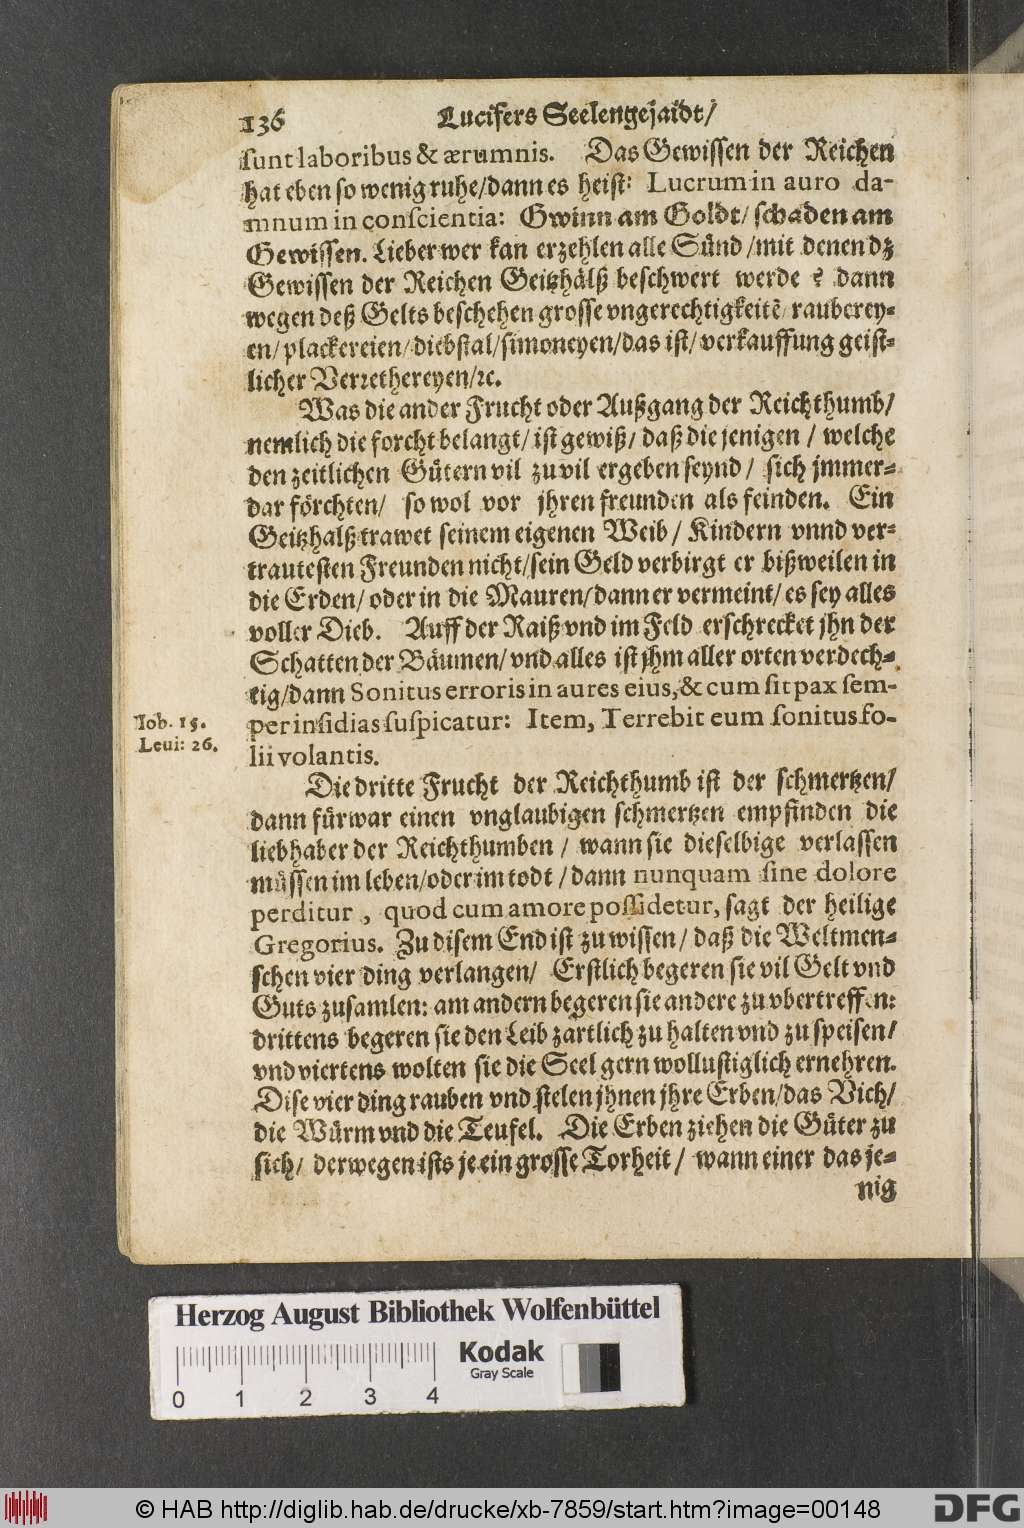 136 Lucifers Seelengejaidt/
sunt laboribus & ærumnis. Das Gewissen der Reichen
hat eben so wenig ruhe/dann es heist: Lucrum in auro da-
mnum in conscientia: Gwinn am Goldt/ schaden am
Gewissen. Lieber wer kan erzehlen alle Sünd/mit denen dz
Gewissen der Reichen Geitzhälß beschwert werde? dann
wegen deß Gelts beschehen grosse vngerechtigkeitē/ rauberey-
en/ plackereien/ diebstal/simoneyen/das ist/ verkauffung geist-
licher Verrethereyen/ꝛc.
Was die ander Frucht oder Außgang der Reichthumb/
nemlich die forcht belangt/ ist gewiß/ daß die jenigen / welche
den zeitlichen Gütern vil zuvil ergeben seynd/ sich jmmer-
dar förchten/ so wol vor jhren freunden als feinden. Ein
Geitzhalß trawet seinem eigenen Weib/ Kindern vnnd ver-
trautesten Freunden nicht/sein Geld verbirgt er bißweilen in
die Erden/ oder in die Mauren/dann er vermeint/ es sey alles
voller Dieb. Auff der Raiß vnd im Feld erschrecket jhn der
Schatten der Bäumen/ vnd alles ist jhm aller orten verdech-
tig/dann Sonitus erroris in aures eius, & cum sit pax sem-
Iob. 15. per insidias suspicatur: Item, Terrebit eum sonitus fo-
Leui: 26. lii volantis.
Die dritte Frucht der Reichthumb ist der schmertzen/
dann fürwar einen vnglaubigen schmertzen empfinden die
liebhaber der Reichthumben / wann sie dieselbige verlassen
müssen im leben/oder im todt / dann nunquam sine dolore
perditur, quod cum amore possidetur, sagt der heilige
Gregorius. Zu disem End ist zu wissen/ daß die Weltmen-
schen vier ding verlangen/ Erstlich begeren sie vil Gelt vnd
Guts zusamlen: am andern begeren sie andere zu vbertreffen:
drittens begeren sie den Leib zärtlich zu halten vnd zu speisen/
vnd viertens wolten sie die Seel gern wollustiglich ernehren.
Dise vier ding rauben vnd stelen jhnen jhre Erben/das Vich/
die Würm vnd die Teufel. Die Erben ziehen die Güter zu
sich/ derwegen ists je ein grosse Torheit / wann einer das je-
nig
Herzog August Bibliothek Wolfenbüttel
Kodak
Gray Scale
0 1 2 3 4
© HAB http://diglib.hab.de/drucke/xb-7859/start.htm?image=00148
DFG